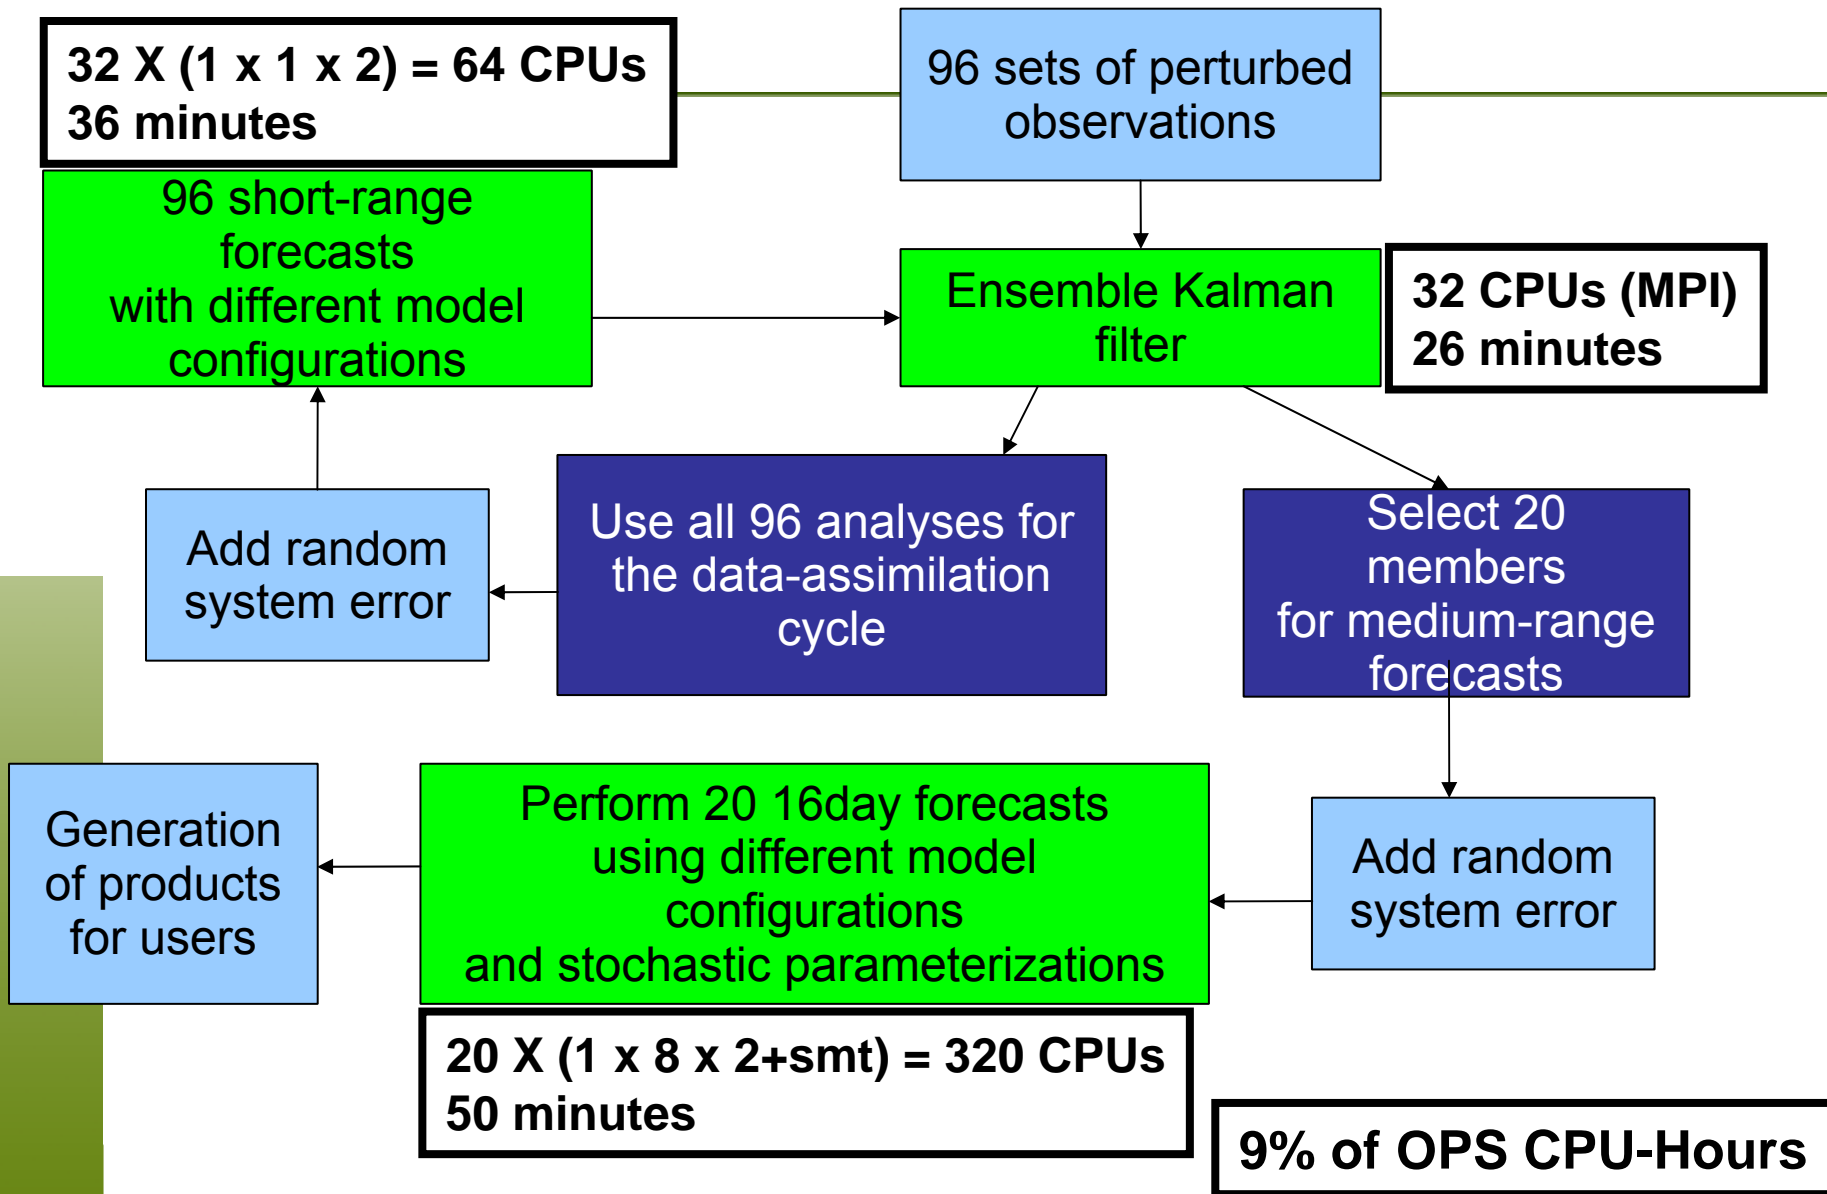 32 X (1 x 1 x 2) = 64 CPUs
36 minutes
96 sets of perturbed
observations
96 short-range
forecasts
with different model
configurations
Ensemble Kalman
filter
32 CPUs (MPI)
26 minutes
Add random
system error
Use all 96 analyses for
the data-assimilation
cycle
Select 20
members
for medium-range
forecasts
Generation
of products
for users
Perform 20 16day forecasts
using different model
configurations
and stochastic parameterizations
Add random
system error
20 X (1 x 8 x 2+smt) = 320 CPUs
50 minutes
9% of OPS CPU-Hours